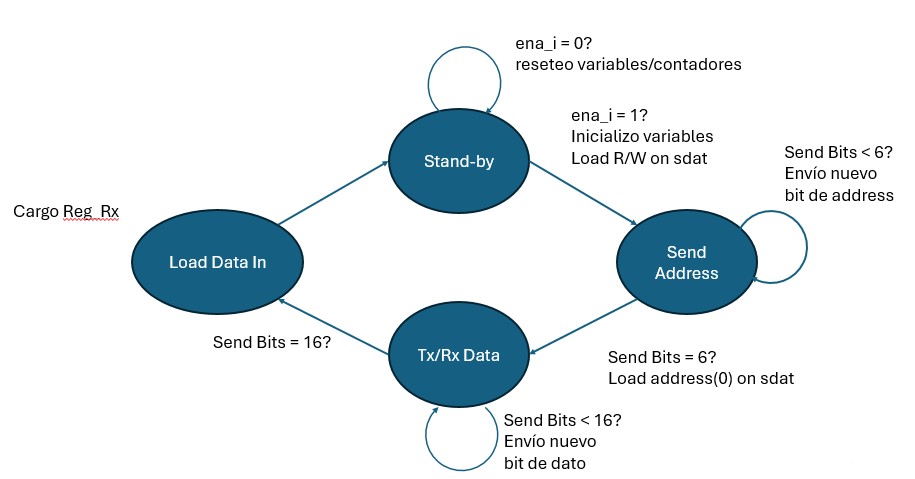 ena_i = 0?
reseteo variables/contadores
ena_i = 1?
Inicializo variables
Load R/W on sdat
Stand-by
Send Bits < 6?
Envío nuevo
bit de address
Cargo Reg_Rx
Load Data In
Send
Address
Send Bits = 16?
Tx/Rx Data
Send Bits = 6?
Load address(0) on sdat
Send Bits < 16?
Envío nuevo
bit de dato